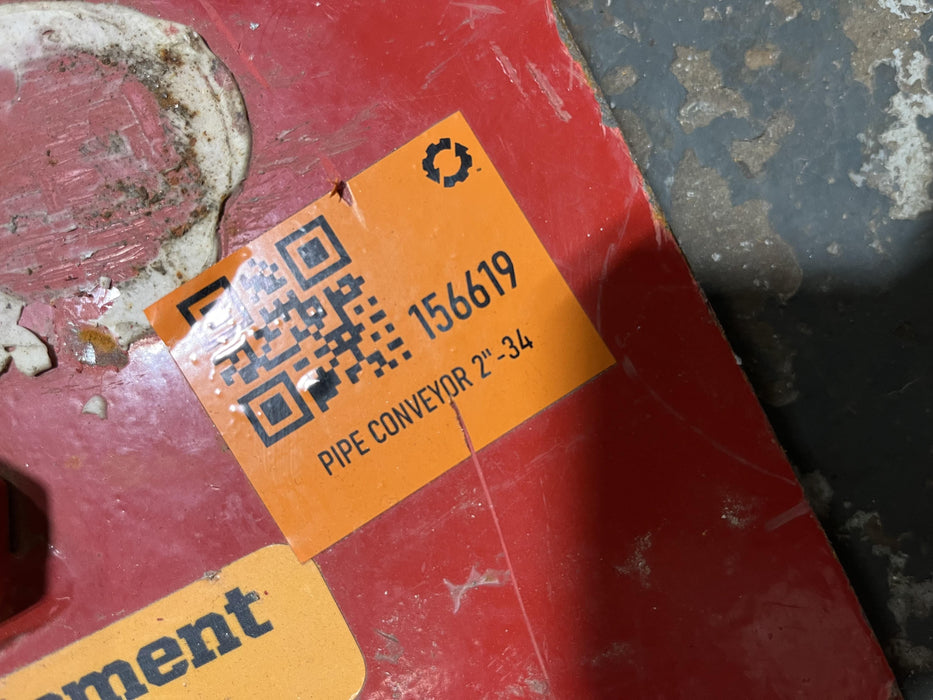 156619
PIPE CONVEYOR 2"-34
ement